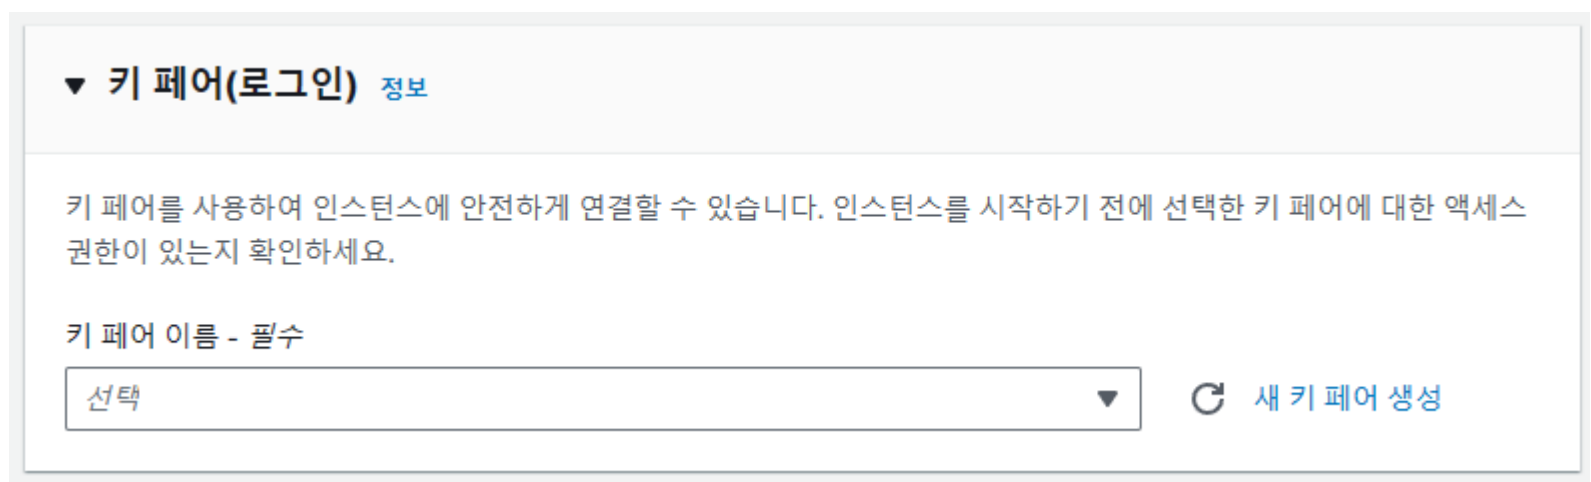 키 페어(로그인) 정보
키 페어를 사용하여 인스턴스에 안전하게 연결할 수 있습니다. 인스턴스를 시작하기 전에 선택한 키 페어에 대한 액세스
권한이 있는지 확인하세요.
키 페어 이름 - 필수
선택 새 키 페어 생성